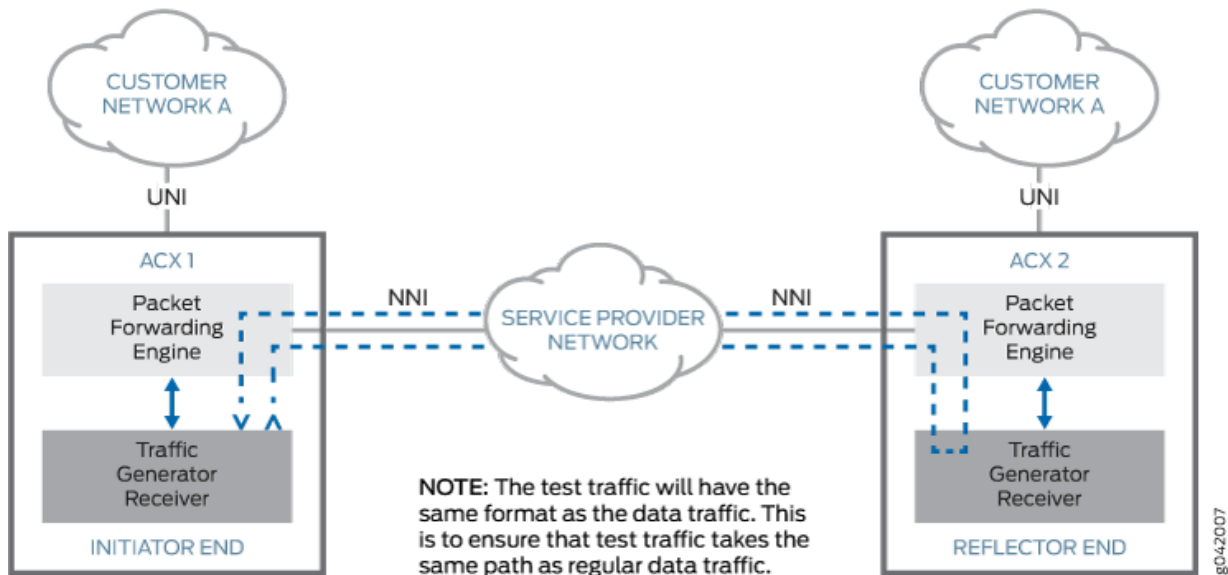 CUSTOMER
NETWORK A
CUSTOMER
NETWORK A
UNI
UNI
ACX 1
Packet
Forwarding
Engine
Traffic
Generator
Receiver
INITIATOR END
NNI
SERVICE PROVIDER
NETWORK
NNI
ACX 2
Packet
Forwarding
Engine
Traffic
Generator
Receiver
REFLECTOR END
NOTE: The test traffic will have the
same format as the data traffic. This
is to ensure that test traffic takes the
same path as regular data traffic.
g042007